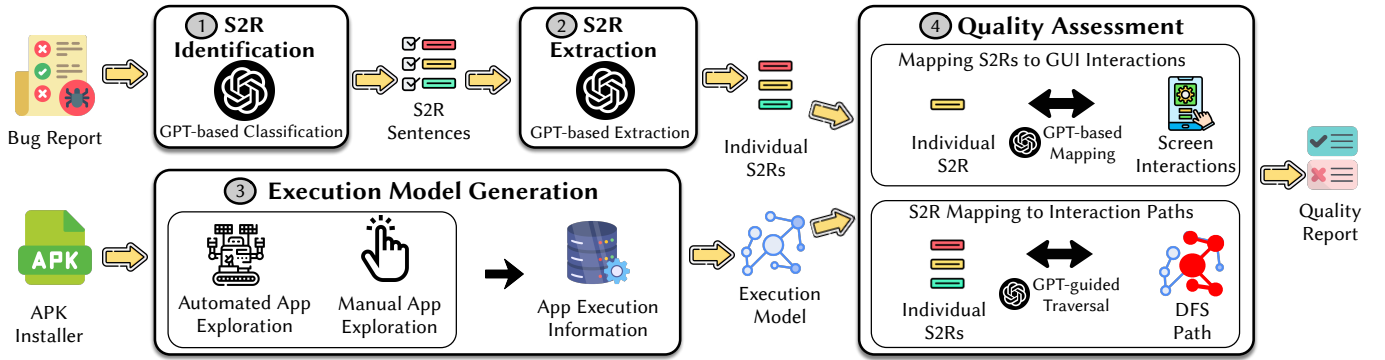 Bug Report
1 S2R
Identification
GPT-based Classification
S2R
Sentences
2 S2R
Extraction
GPT-based Extraction
Individual
S2Rs
APK
APK
Installer
3 Execution Model Generation
Automated App
Exploration
Manual App
Exploration
App Execution
Information
Execution
Model
4 Quality Assessment
Mapping S2Rs to GUI Interactions
Individual
S2R
GPT-based
Mapping
Screen
Interactions
S2R Mapping to Interaction Paths
Individual
S2Rs
GPT-guided
Traversal
DFS
Path
Quality
Report